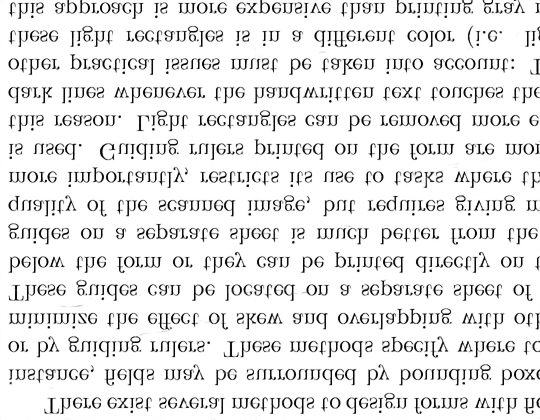 There exist several methods to design forms with fie
instance, fields may be surrounded by bounding boxe
or by guiding rulers. These methods specify where to
minimize the effect of skew and overlapping with oth
These guides can be located on a separate sheet of
below the form or they can be printed directly on t
guides on a separate sheet is much better from the
quality of the scanned image, but requires giving m
more importantly, restricts its use to tasks where th
is used. Guiding rulers printed on the form are mor
this reason. Light rectangles can be removed more e
dark lines whenever the handwritten text touches the
other practical issues must be taken into account: T
these light rectangles is in a different color (i.e. lig
this approach is more expensive than printing gray r